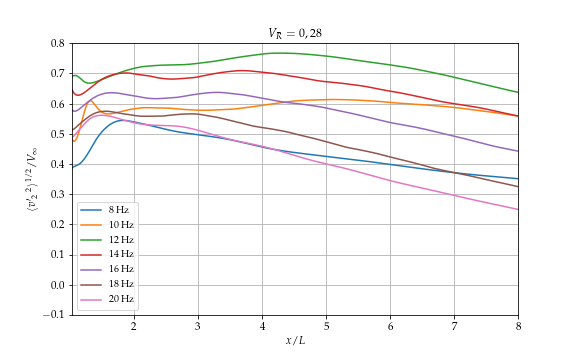 V_R̄ = 0, 28
⟨v′₂ ²⟩^{1/2}/V_∞
0.8
0.7
0.6
0.5
0.4
0.3
0.2
0.1
0.0
−0.1
8 Hz
10 Hz
12 Hz
14 Hz
16 Hz
18 Hz
20 Hz
2 3 4 5 6 7 8
x/L